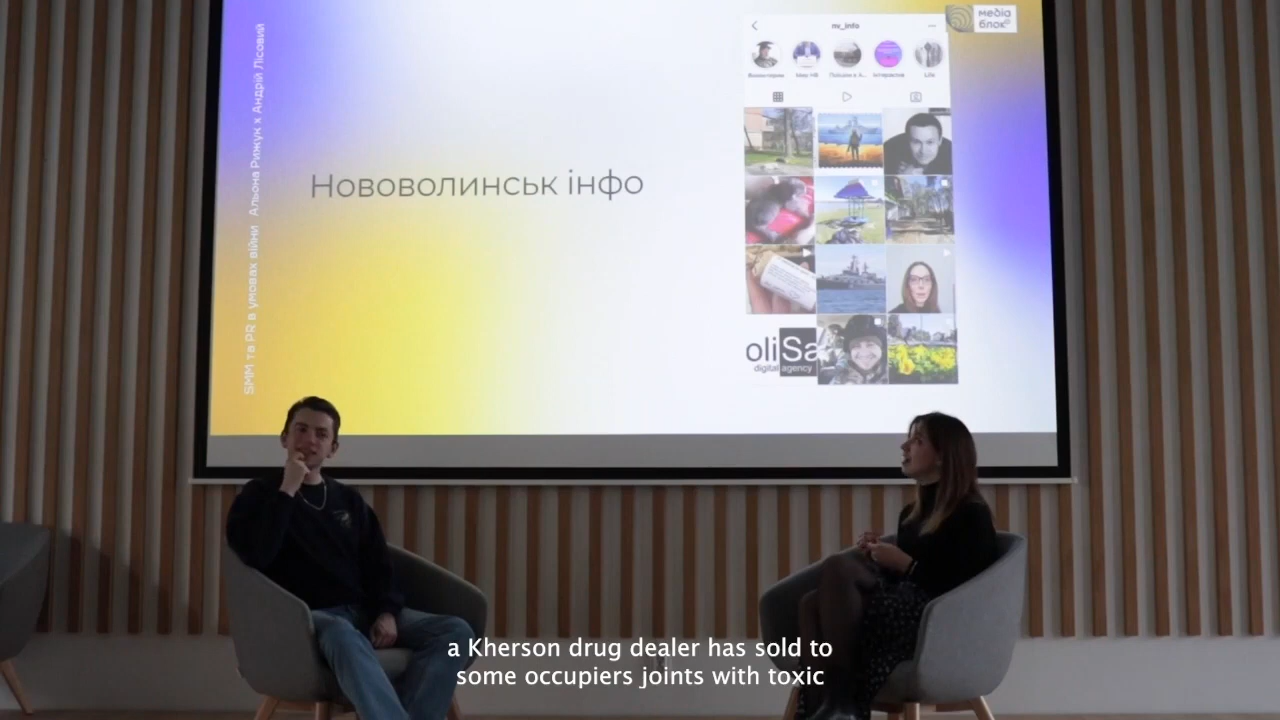 SMM та PR в умовах війни Альона Рижук х Андрій Лісовий
Нововолинськ інфо
медіа
блок
nv_info
Life
oliSa
digital agency
a Kherson drug dealer has sold to
some occupiers joints with toxic